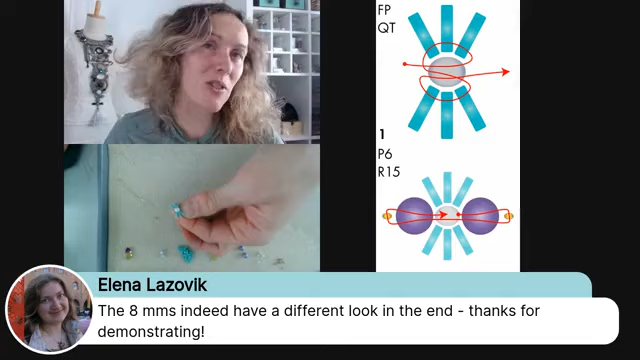 FP
QT
1
P6
R15
Elena Lazovik
The 8 mms indeed have a different look in the end - thanks for
demonstrating!